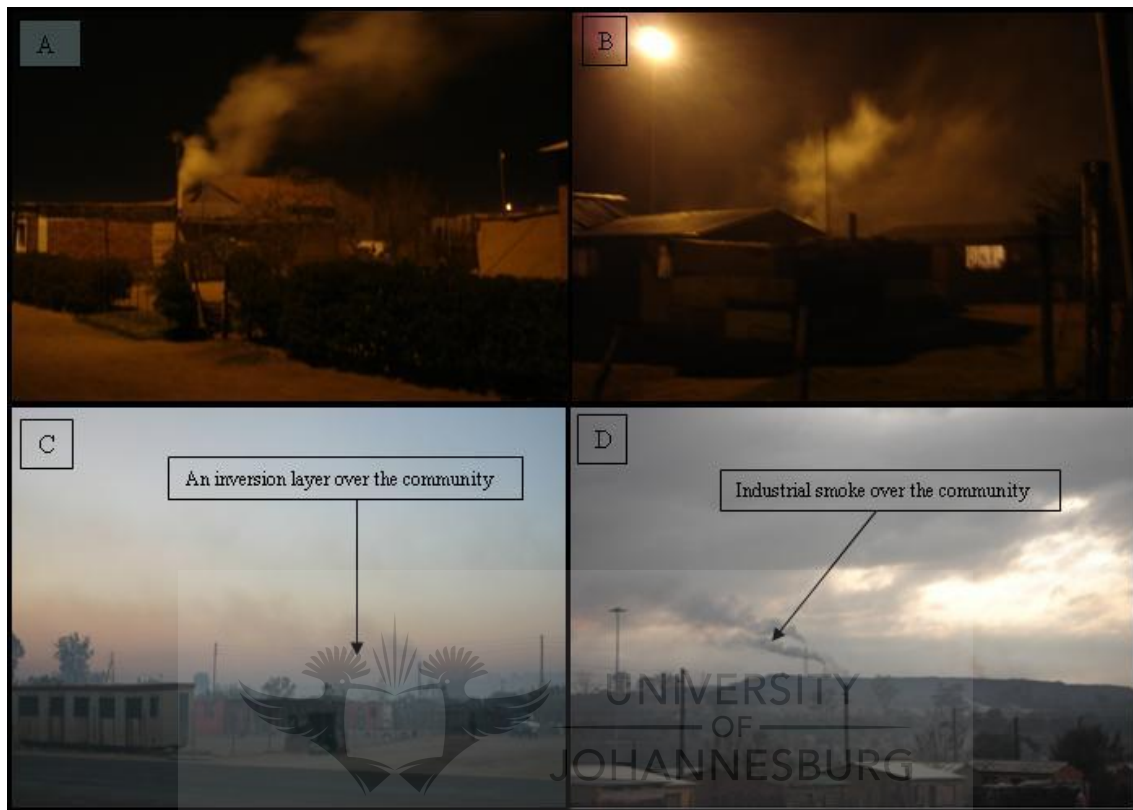 A
B
C
An inversion layer over the community
D
Industrial smoke over the community
UNIVERSITY
OF
JOHANNESBURG